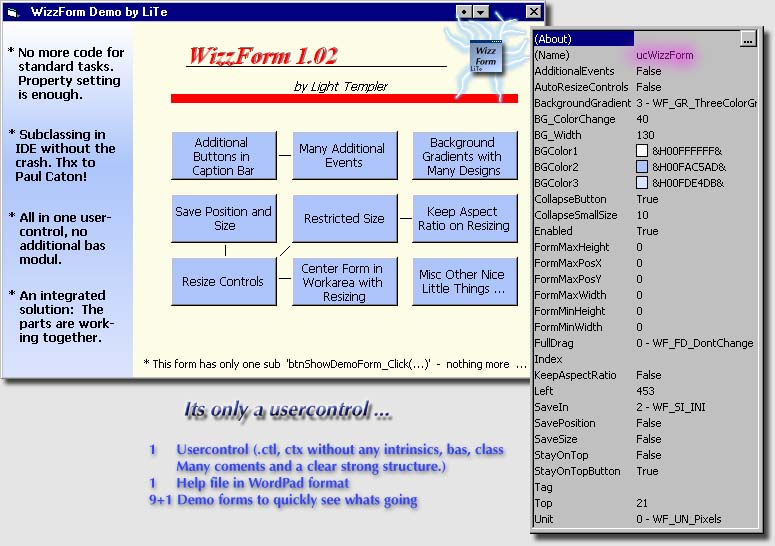 WizzForm Demo by LiTe
* No more code for
standard tasks.
Property setting
is enough.
* Subclassing in
IDE without the
crash. Thx to
Paul Caton!
* All in one user-
control, no
additional bas
modul.
* An integrated
solution: The
parts are work-
ing together.
WizzForm 1.02
by Light Templer
Wizz
Form
LiTe
Additional
Buttons in
Caption Bar
Many Additional
Events
Background
Gradients with
Many Designs
Save Position and
Size
Restricted Size
Keep Aspect
Ratio on Resizing
Resize Controls
Center Form in
Workarea with
Resizing
Misc Other Nice
Little Things ...
* This form has only one sub 'btnShowDemoForm_Click(...)' - nothing more ...
Its only a usercontrol ...
1 Usercontrol (.ctl, ctx without any intrinsics, bas, class
Many coments and a clear strong structure.)
1 Help file in WordPad format
9+1 Demo forms to quickly see whats going
(About) ...
(Name) ucWizzForm
AdditionalEvents False
AutoResizeControls False
BackgroundGradient 3 - WF_GR_ThreeColorGr
BG_ColorChange 40
BG_Width 130
BGColor1 &H00FFFFFF&
BGColor2 &H00FAC5AD&
BGColor3 &H00FDE4DB&
CollapseButton True
CollapseSmallSize 10
Enabled True
FormMaxHeight 0
FormMaxPosX 0
FormMaxPosY 0
FormMaxWidth 0
FormMinHeight 0
FormMinWidth 0
FullDrag 0 - WF_FD_DontChange
Index
KeepAspectRatio False
Left 453
SaveIn 2 - WF_SI_INI
SavePosition False
SaveSize False
StayOnTop False
StayOnTopButton True
Tag
Top 21
Unit 0 - WF_UN_Pixels